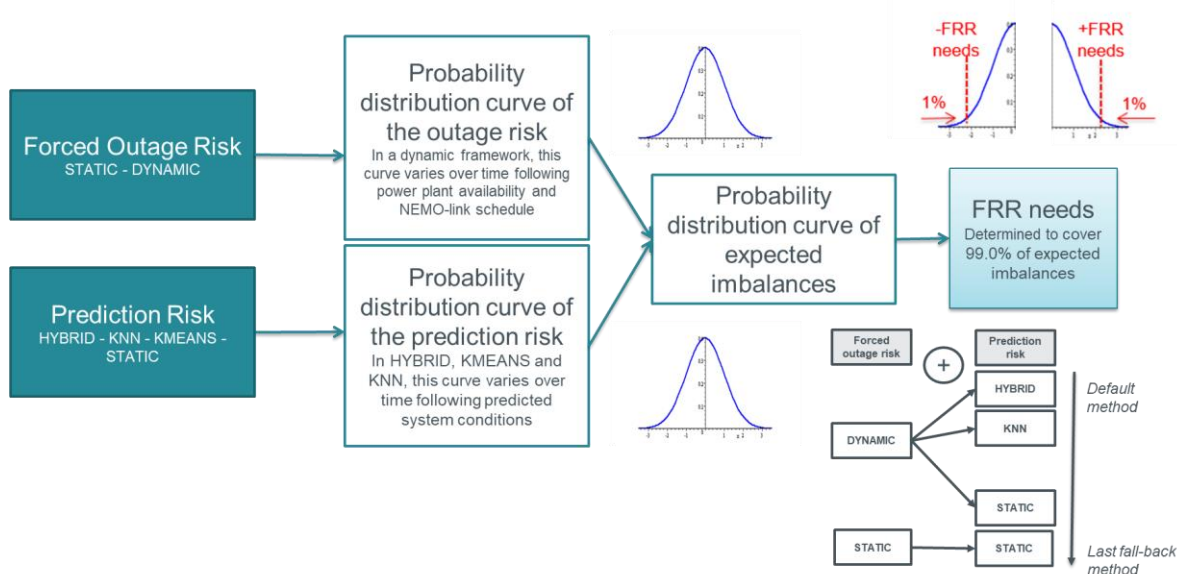 Forced Outage Risk
STATIC - DYNAMIC
Prediction Risk
HYBRID - KNN - KMEANS -
STATIC
Probability
distribution curve of
the outage risk
In a dynamic framework, this
curve varies over time following
power plant availability and
NEMO-link schedule
Probability
distribution curve of
the prediction risk
In HYBRID, KMEANS and
KNN, this curve varies over
time following predicted
system conditions
Probability
distribution curve of
expected
imbalances
-FRR
needs
1%
+FRR
needs
1%
FRR needs
Determined to cover
99.0% of expected
imbalances
Forced
outage risk
+
Prediction
risk
HYBRID
KNN
DYNAMIC
STATIC
STATIC
STATIC
Default
method
Last fall-back
method